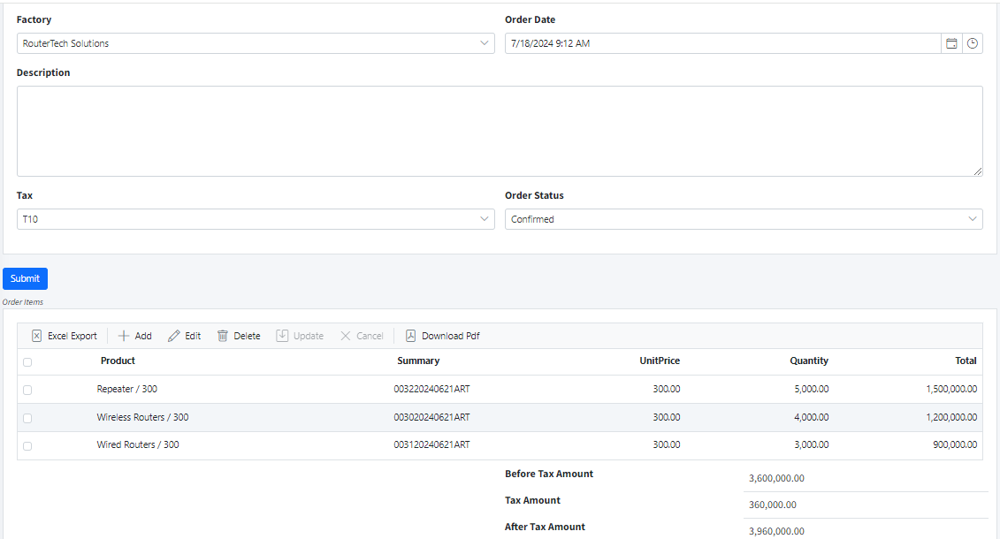 Factory Order Date
RouterTech Solutions 7/18/2024 9:12 AM
Description
Tax Order Status
T10 Confirmed
Submit
Order Items
Excel Export Add Edit Delete Update Cancel Download Pdf
Product Summary UnitPrice Quantity Total
Repeater / 300 003220240621ART 300.00 5,000.00 1,500,000.00
Wireless Routers / 300 003020240621ART 300.00 4,000.00 1,200,000.00
Wired Routers / 300 003120240621ART 300.00 3,000.00 900,000.00
Before Tax Amount 3,600,000.00
Tax Amount 360,000.00
After Tax Amount 3,960,000.00